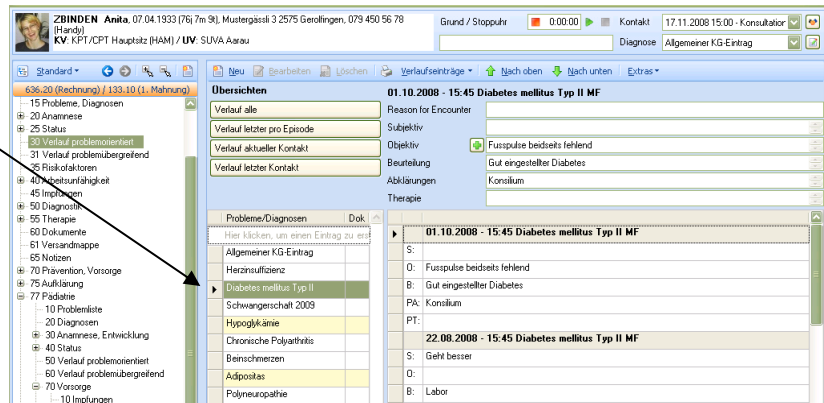 ZBINDEN Anita, 07.04.1933 (76j 7m 9t), Mustergässli 3 2575 Gerolfingen, 079 450 56 78
(Handy)
KV: KPT/CPT Hauptsitz (HAM) / UV: SUVA Aarau
Grund / Stoppuhr 0:00:00 Kontakt 17.11.2008 15:00 - Konsultation
Diagnose Allgemeiner KG-Eintrag
Standard
Neu Bearbeiten Löschen Verlaufseinträge Nach oben Nach unten Extras
636.20 (Rechnung) / 133.10 (1. Mahnung)
15 Probleme, Diagnosen
20 Anamnese
25 Status
30 Verlauf problemorientiert
31 Verlauf problemübergreifend
35 Risikofaktoren
40 Arbeitsunfähigkeit
45 Impfungen
50 Diagnostik
55 Therapie
60 Dokumente
61 Versandmappe
65 Notizen
70 Prävention, Vorsorge
75 Aufklärung
77 Pädiatrie
10 Problemliste
20 Diagnosen
30 Anamnese, Entwicklung
40 Status
50 Verlauf problemorientiert
60 Verlauf problemübergreifend
70 Vorsorge
10 Impfungen
Übersichten
Verlauf alle
Verlauf letzter pro Episode
Verlauf aktueller Kontakt
Verlauf letzter Kontakt
01.10.2008 - 15:45 Diabetes mellitus Typ II MF
Reason for Encounter
Subjektiv
Objektiv Fusspulse beidseits fehlend
Beurteilung Gut eingestellter Diabetes
Abklärungen Konsilium
Therapie
Probleme/Diagnosen Dok
Hier klicken, um einen Eintrag zu ers
Allgemeiner KG-Eintrag
Herzinsuffizienz
Diabetes mellitus Typ II
Schwangerschaft 2009
Hypoglykämie
Chronische Polyarthritis
Beinschmerzen
Adipositas
Polyneuropathie
01.10.2008 - 15:45 Diabetes mellitus Typ II MF
S:
O: Fusspulse beidseits fehlend
B: Gut eingestellter Diabetes
PA: Konsilium
PT:
22.08.2008 - 15:45 Diabetes mellitus Typ II MF
S: Geht besser
O:
B: Labor